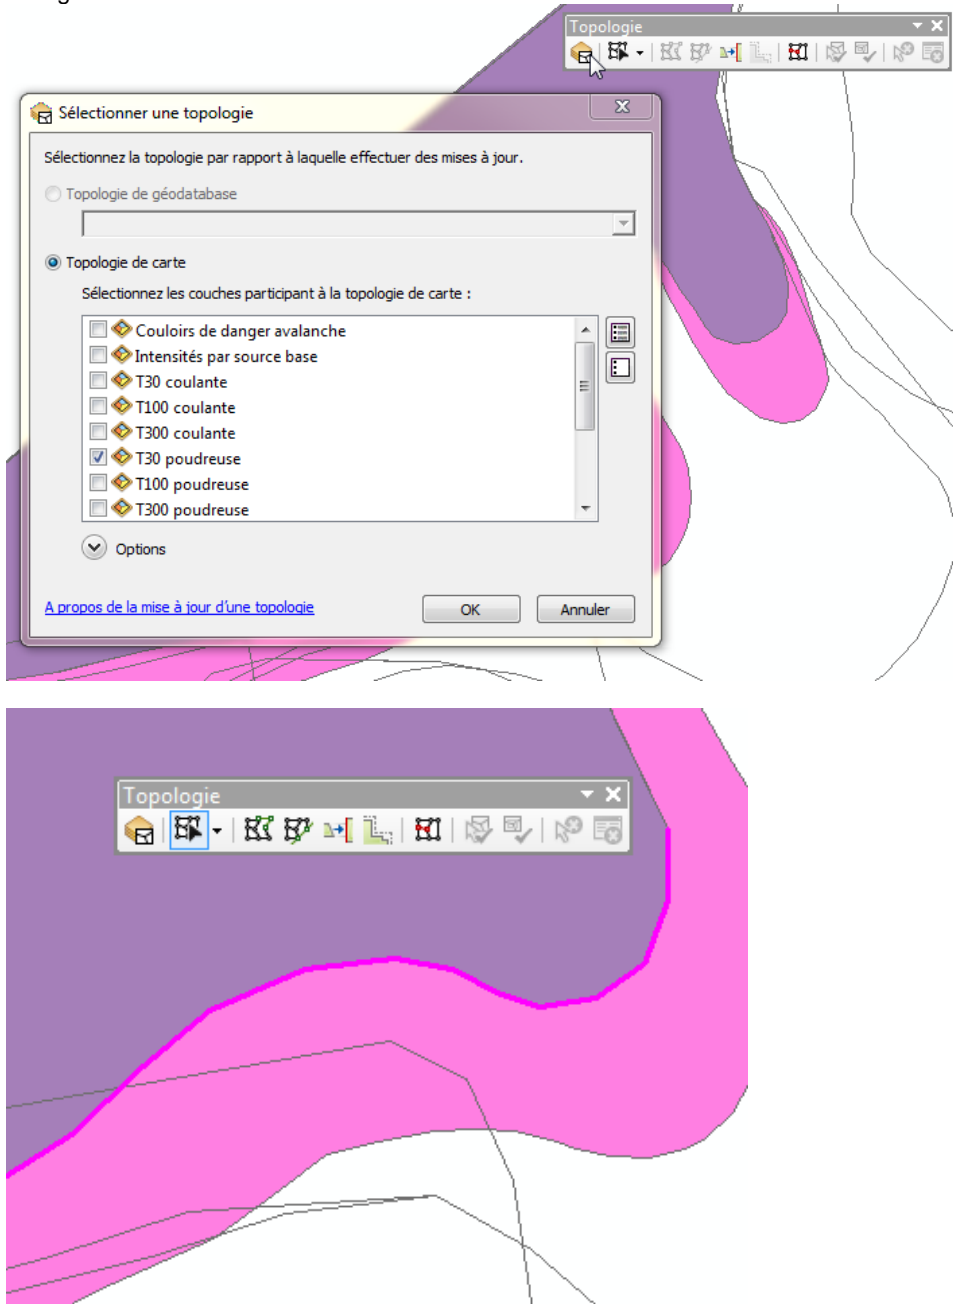 Topologie
Sélectionner une topologie
Sélectionnez la topologie par rapport à laquelle effectuer des mises à jour.
Topologie de géodatabase
Topologie de carte
Sélectionnez les couches participant à la topologie de carte :
Couloirs de danger avalanche
Intensités par source base
T30 coulante
T100 coulante
T300 coulante
T30 poudreuse
T100 poudreuse
T300 poudreuse
Options
A propos de la mise à jour d'une topologie
OK
Annuler
Topologie